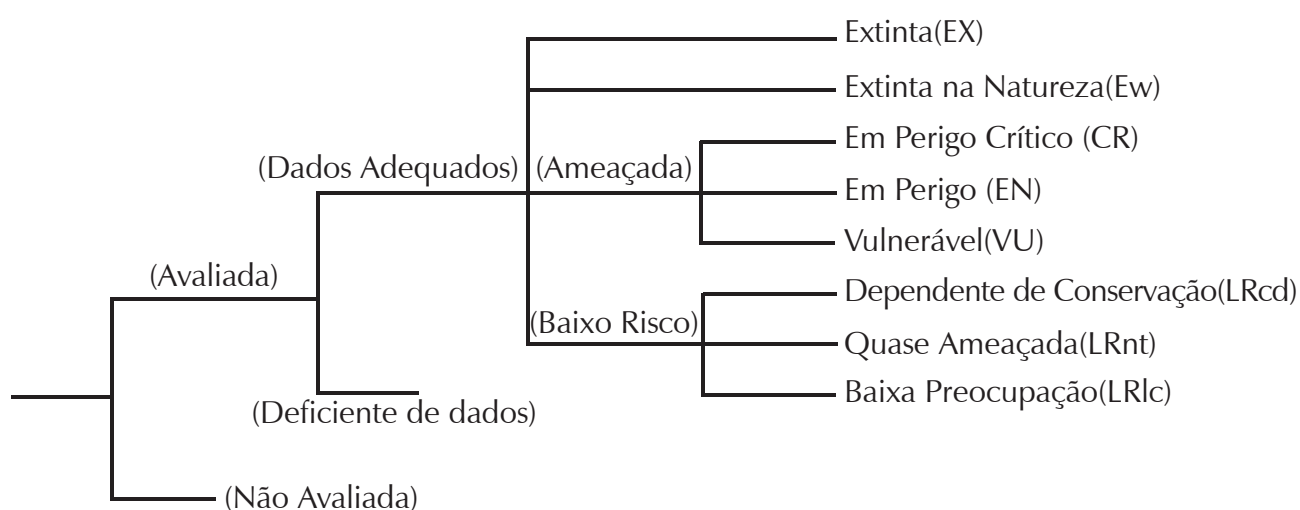 Extinta(EX)
Extinta na Natureza(Ew)
Em Perigo Crítico (CR)
(Dados Adequados) (Ameaçada)
Em Perigo (EN)
Vulnerável(VU)
(Avaliada)
Dependente de Conservação(LRcd)
(Baixo Risco)
Quase Ameaçada(LRnt)
Baixa Preocupação(LRlc)
(Deficiente de dados)
(Não Avaliada)